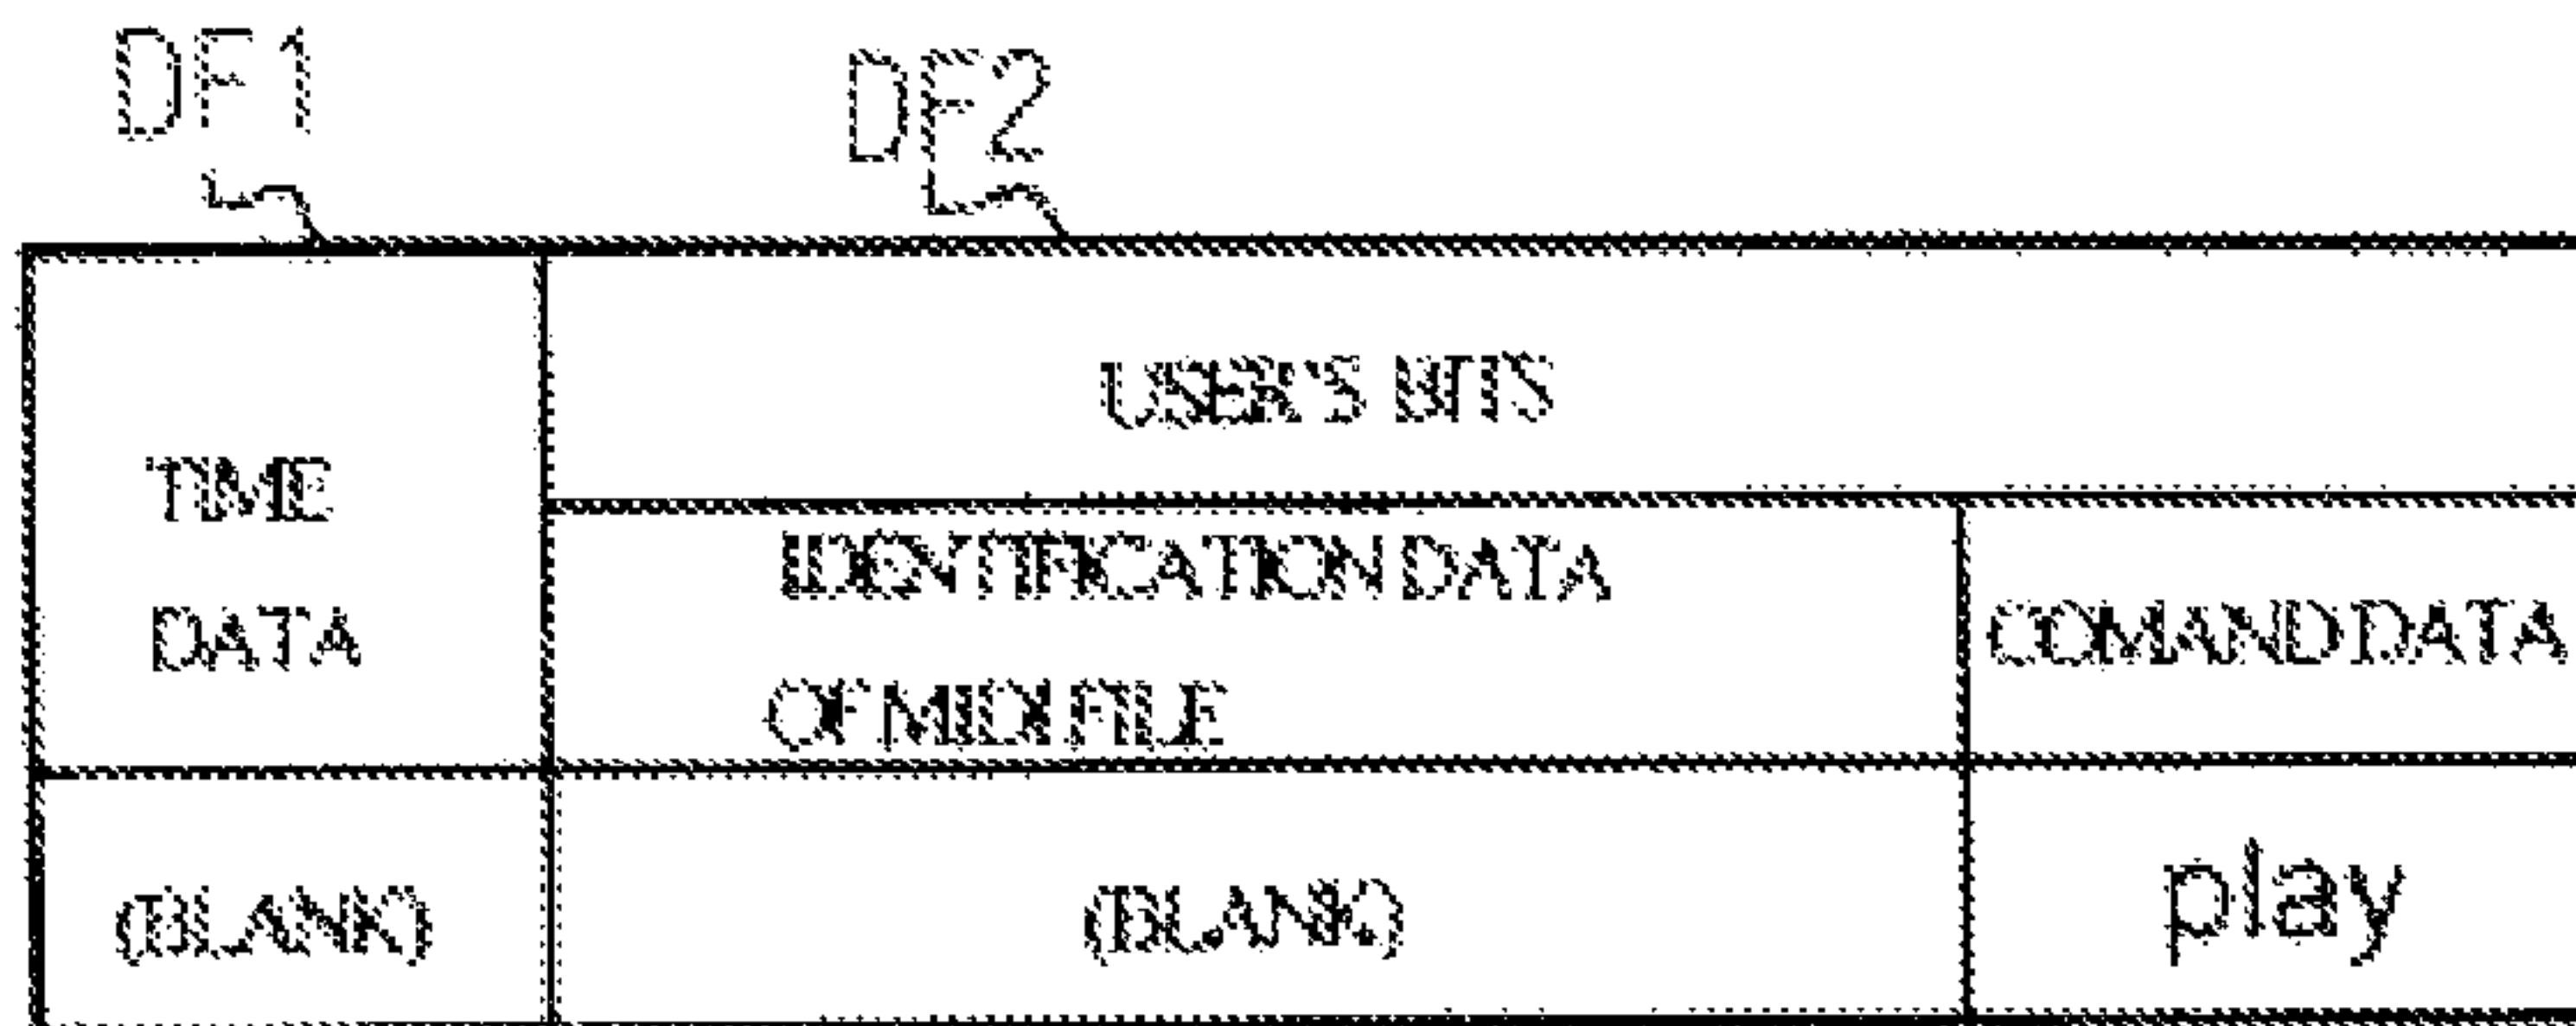 DF1
DF2
USER'S BITS
TIME
DATA
IDENTIFICATION DATA
OF MIDI FILE
COMAND DATA
(BLANK)
(BLANK)
play